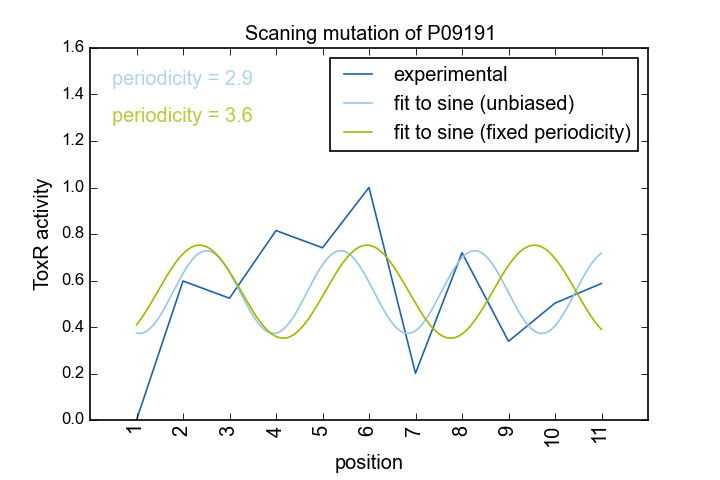 Scaning mutation of P09191
periodicity = 2.9
periodicity = 3.6
experimental
fit to sine (unbiased)
fit to sine (fixed periodicity)
1.6
1.4
1.2
1.0
0.8
0.6
0.4
0.2
0.0
ToxR activity
1 2 3 4 5 6 7 8 9 10 11
position